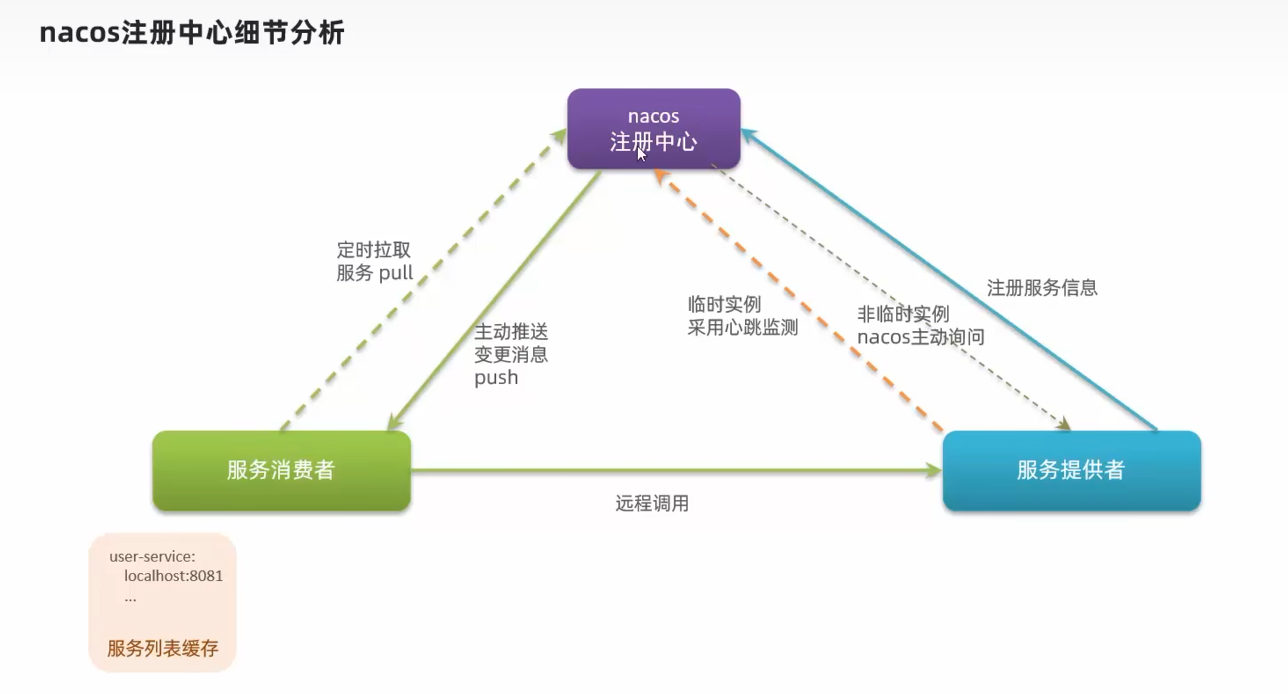 nacos注册中心细节分析
nacos
注册中心
定时拉取
服务 pull
主动推送
变更消息
push
临时实例
采用心跳监测
非临时实例
nacos主动询问
注册服务信息
服务消费者
服务提供者
远程调用
user-service:
localhost:8081
...
服务列表缓存